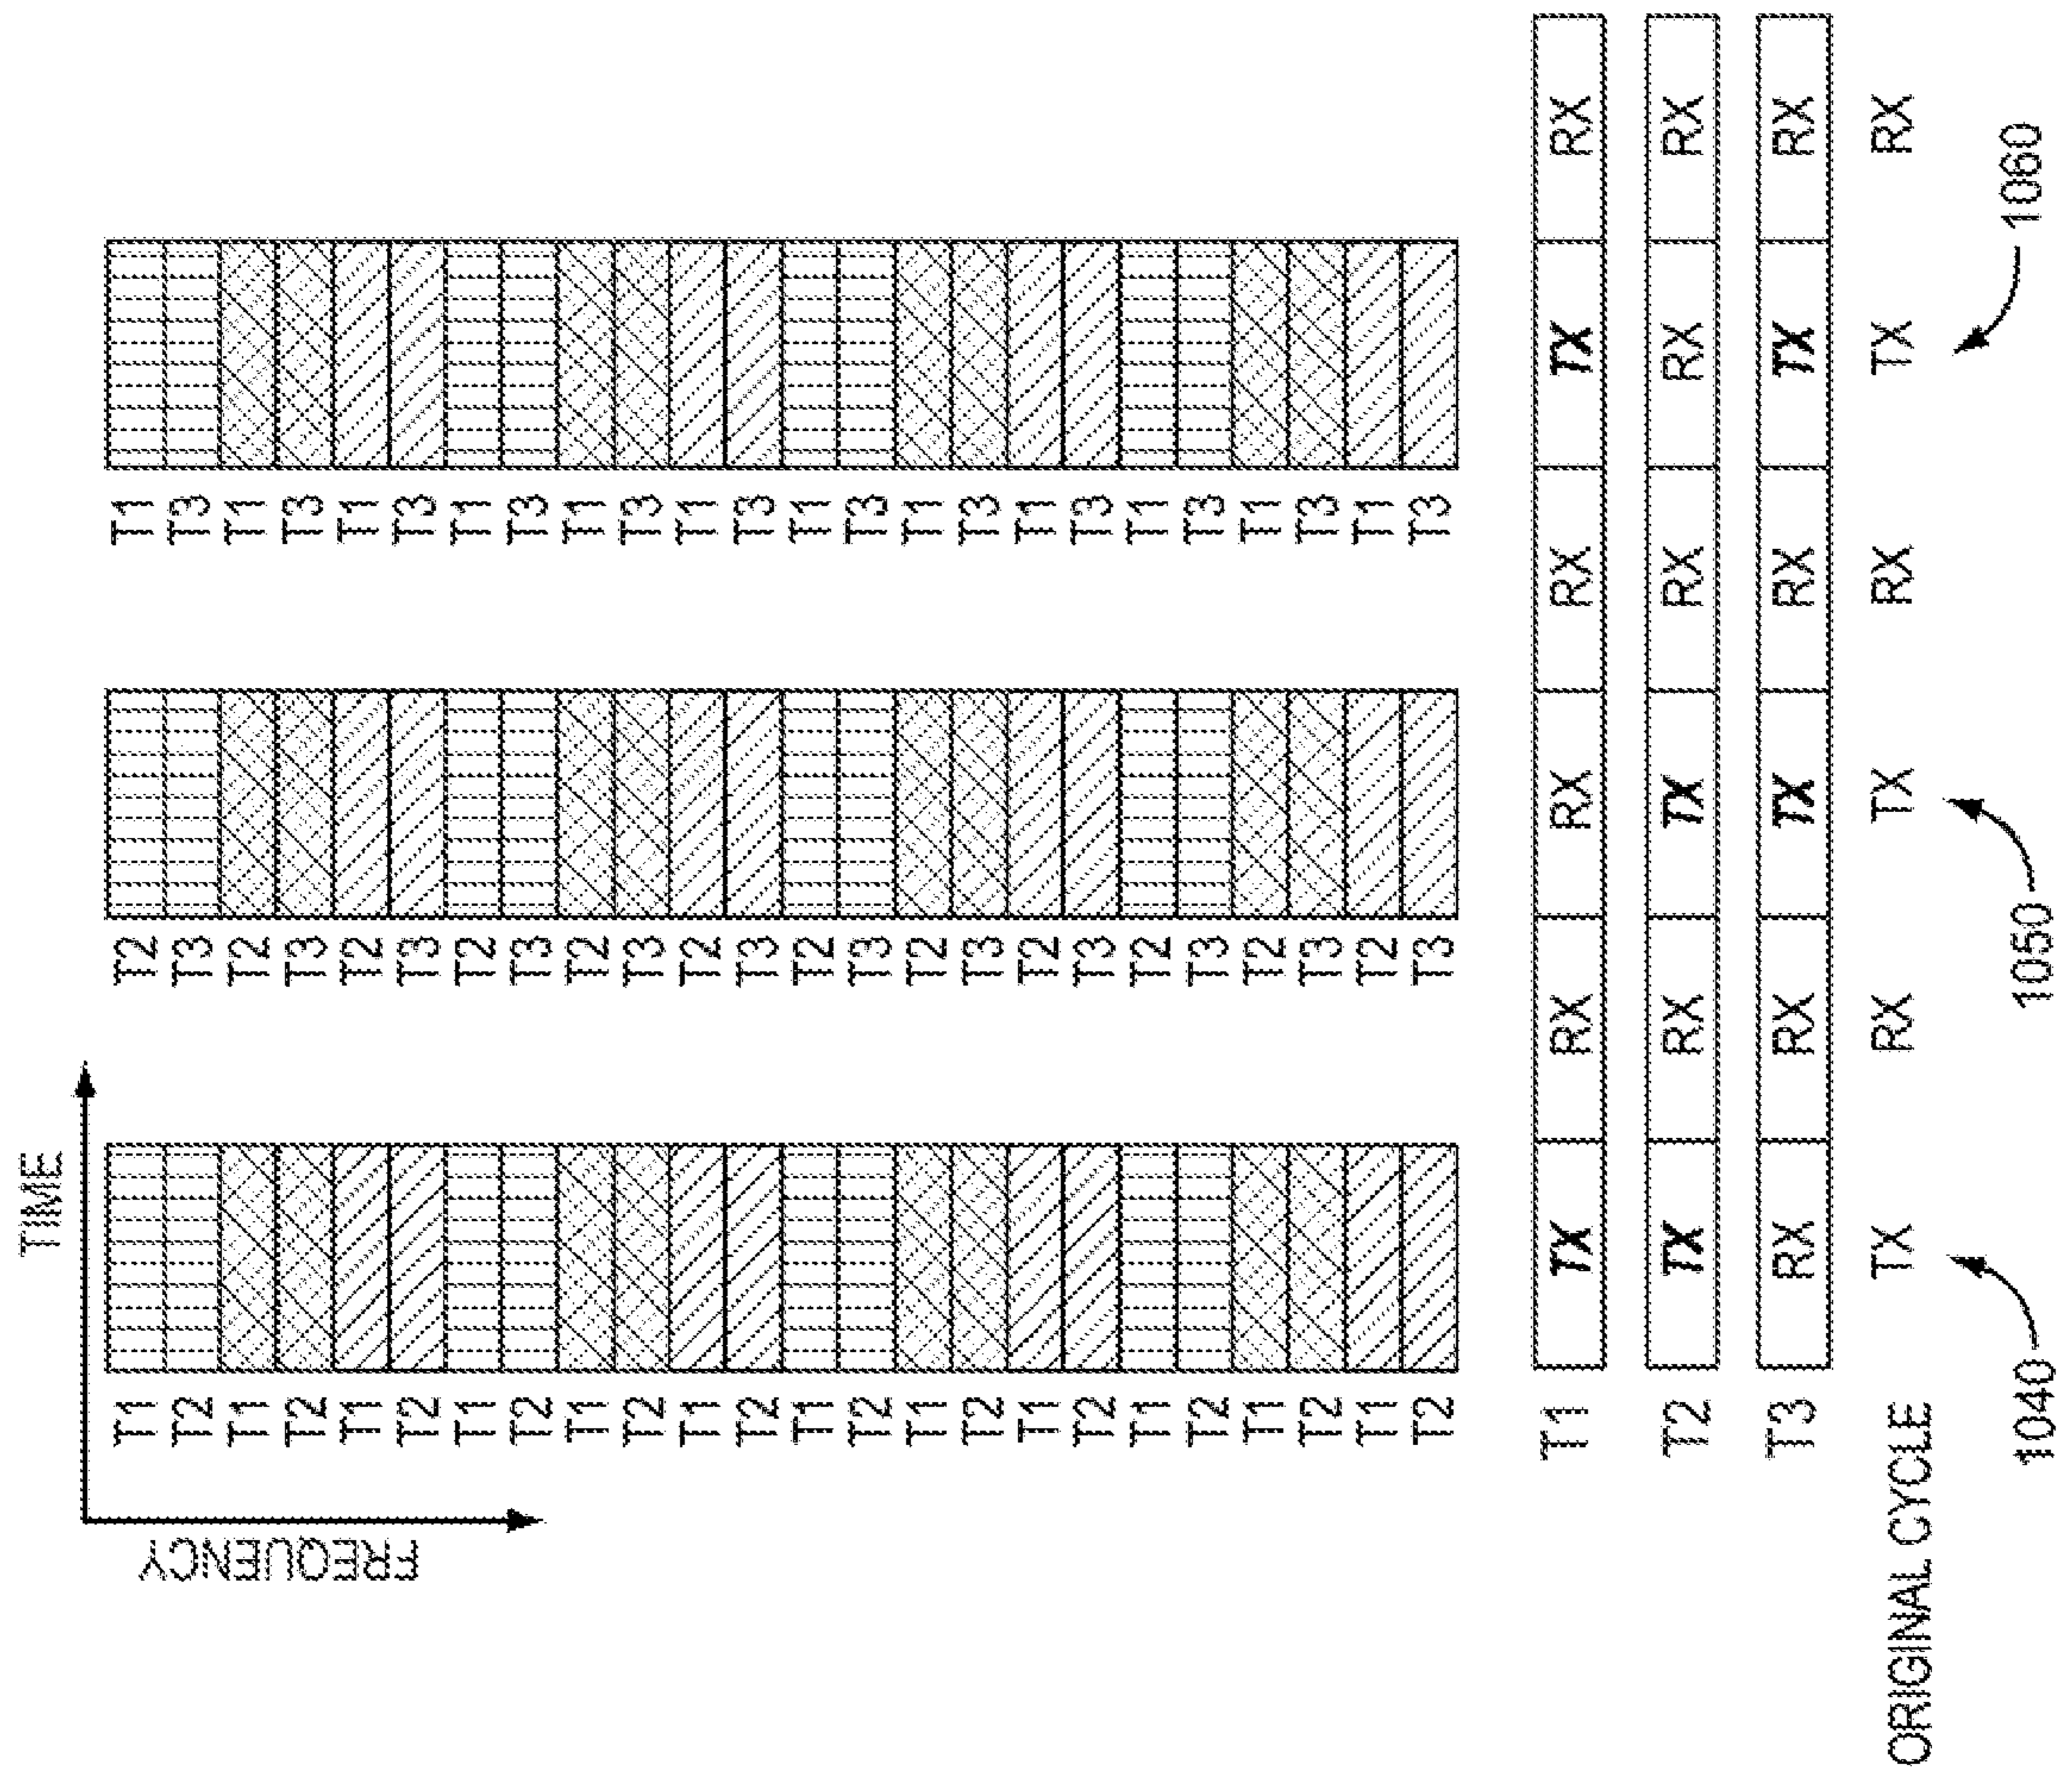 TIME
FREQUENCY
T1 T2 T1
T2 T3 T3
T1 T2 T1
T2 T3 T3
T1 T2 T1
T2 T3 T3
T1 T2 T1
T2 T3 T3
T1 T2 T1
T2 T3 T3
T1 T2 T1
T2 T3 T3
T1 T2 T1
T2 T3 T3
T1 T2 T1
T2 T3 T3
T1 T2 T1
T2 T3 T3
T1 T2 T1
T2 T3 T3
T1 T2 T1
T2 T3 T3
T1 T2 T1
T2 T3 T3
T1 TX RX RX RX TX RX
T2 TX RX TX RX RX RX
T3 RX RX TX RX TX RX
ORIGINAL CYCLE TX RX TX RX TX RX
1040 1050 1060